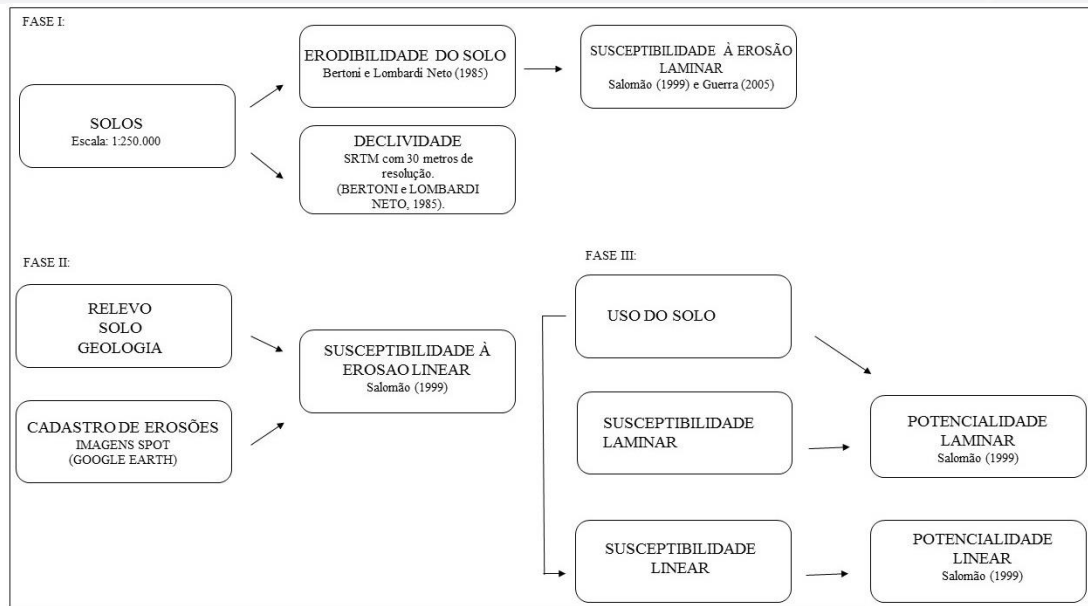 FASE I:
SOLOS
Escala: 1:250.000
ERODIBILIDADE DO SOLO
Bertoni e Lombardi Neto (1985)
DECLIVIDADE
SRTM com 30 metros de
resolução.
(BERTONI e LOMBARDI
NETO, 1985).
SUSCEPTIBILIDADE À EROSÃO
LAMINAR
Salomão (1999) e Guerra (2005)
FASE II:
RELEVO
SOLO
GEOLOGIA
CADASTRO DE EROSÕES
IMAGENS SPOT
(GOOGLE EARTH)
SUSCEPTIBILIDADE À
EROSAO LINEAR
Salomão (1999)
FASE III:
USO DO SOLO
SUSCEPTIBILIDADE
LAMINAR
POTENCIALIDADE
LAMINAR
Salomão (1999)
SUSCEPTIBILIDADE
LINEAR
POTENCIALIDADE
LINEAR
Salomão (1999)